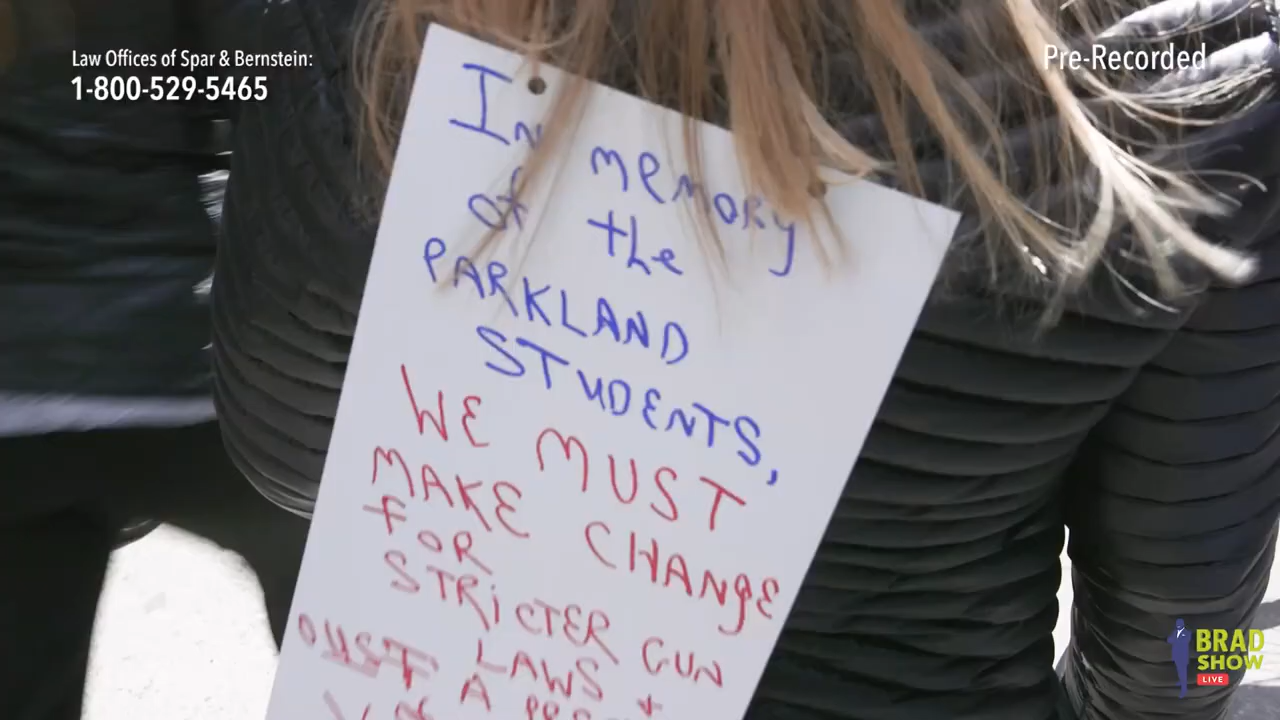 Law Offices of Spar & Bernstein:
1-800-529-5465
Pre-Recorded
In memory
of the
PARKLAND
STUDENTS,
WE MUST
MAKE CHANGE
FOR
STRiCTER GUN
LAWS +
OUST
A
BRAD
SHOW
LIVE